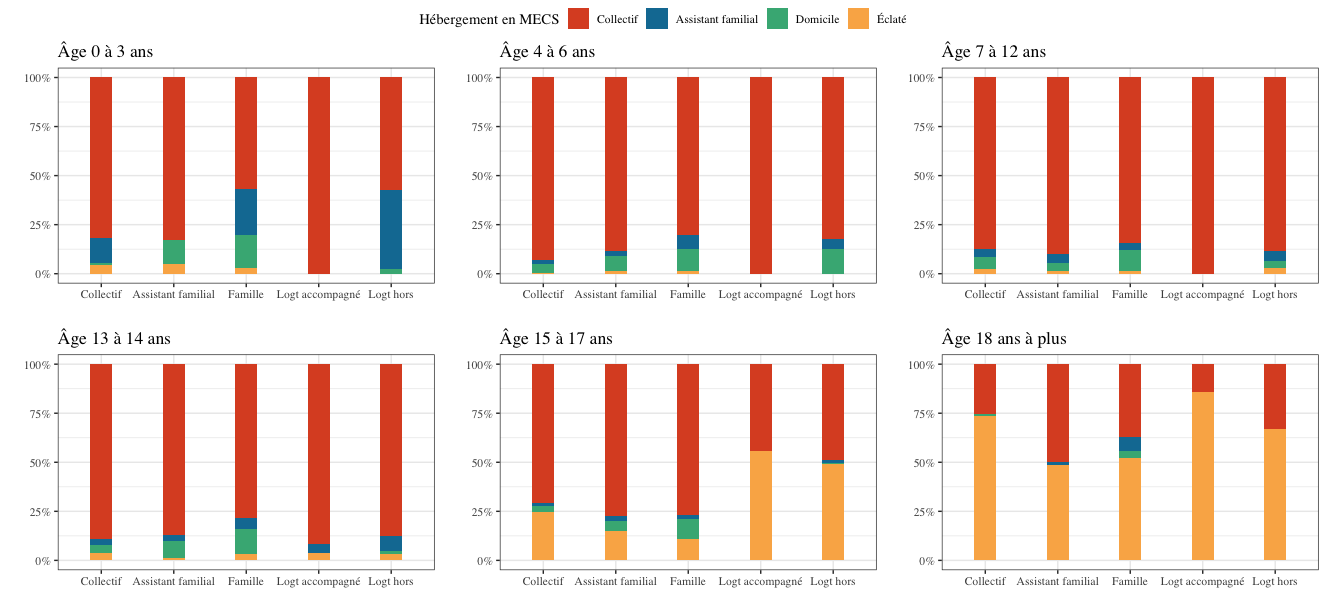 Hébergement en MECS Collectif Assistant familial Domicile Éclaté
Âge 0 à 3 ans
100%
75%
50%
25%
0%
Collectif Assistant familial Famille Logt accompagné Logt hors
Âge 4 à 6 ans
100%
75%
50%
25%
0%
Collectif Assistant familial Famille Logt accompagné Logt hors
Âge 7 à 12 ans
100%
75%
50%
25%
0%
Collectif Assistant familial Famille Logt accompagné Logt hors
Âge 13 à 14 ans
100%
75%
50%
25%
0%
Collectif Assistant familial Famille Logt accompagné Logt hors
Âge 15 à 17 ans
100%
75%
50%
25%
0%
Collectif Assistant familial Famille Logt accompagné Logt hors
Âge 18 ans à plus
100%
75%
50%
25%
0%
Collectif Assistant familial Famille Logt accompagné Logt hors